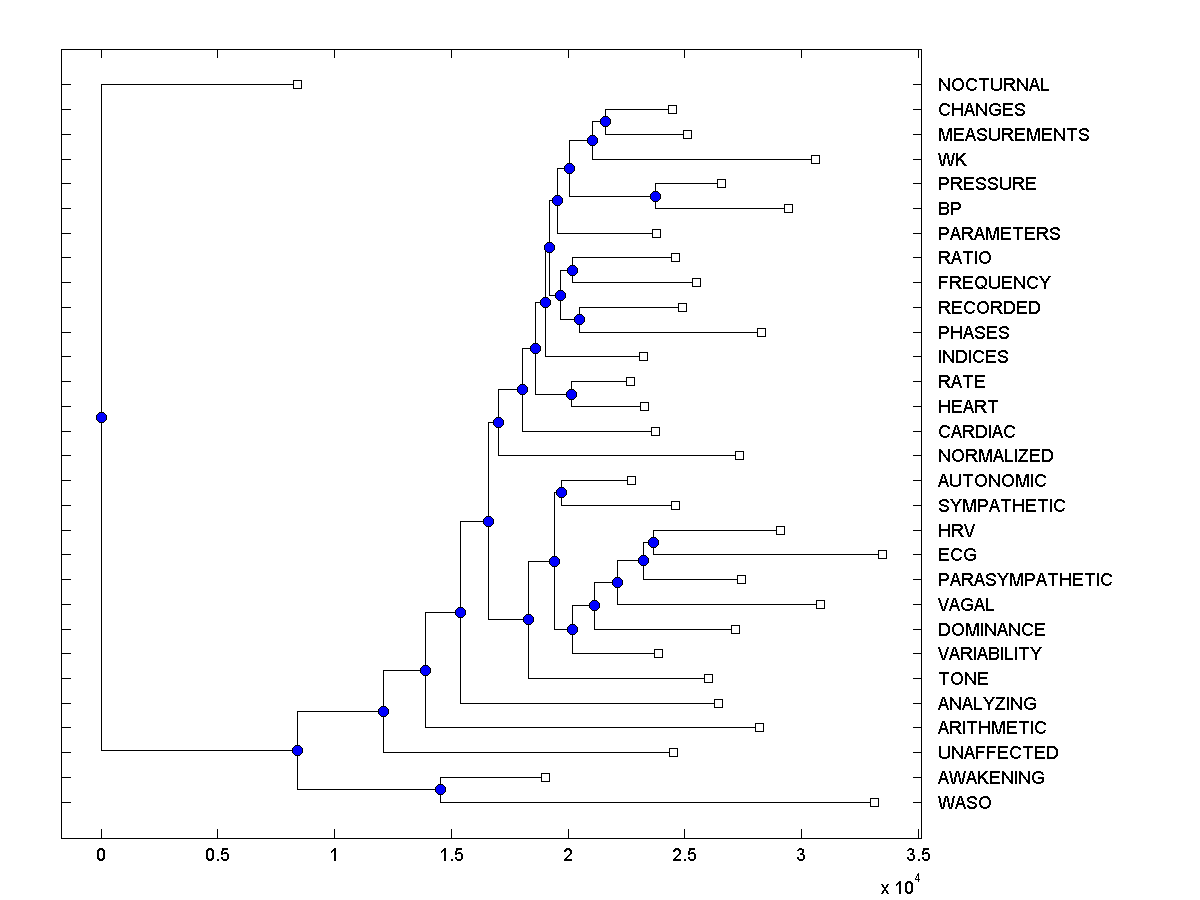 NOCTURNAL
CHANGES
MEASUREMENTS
WK
PRESSURE
BP
PARAMETERS
RATIO
FREQUENCY
RECORDED
PHASES
INDICES
RATE
HEART
CARDIAC
NORMALIZED
AUTONOMIC
SYMPATHETIC
HRV
ECG
PARASYMPATHETIC
VAGAL
DOMINANCE
VARIABILITY
TONE
ANALYZING
ARITHMETIC
UNAFFECTED
AWAKENING
WASO
0 0.5 1 1.5 2 2.5 3 3.5
x 10^4